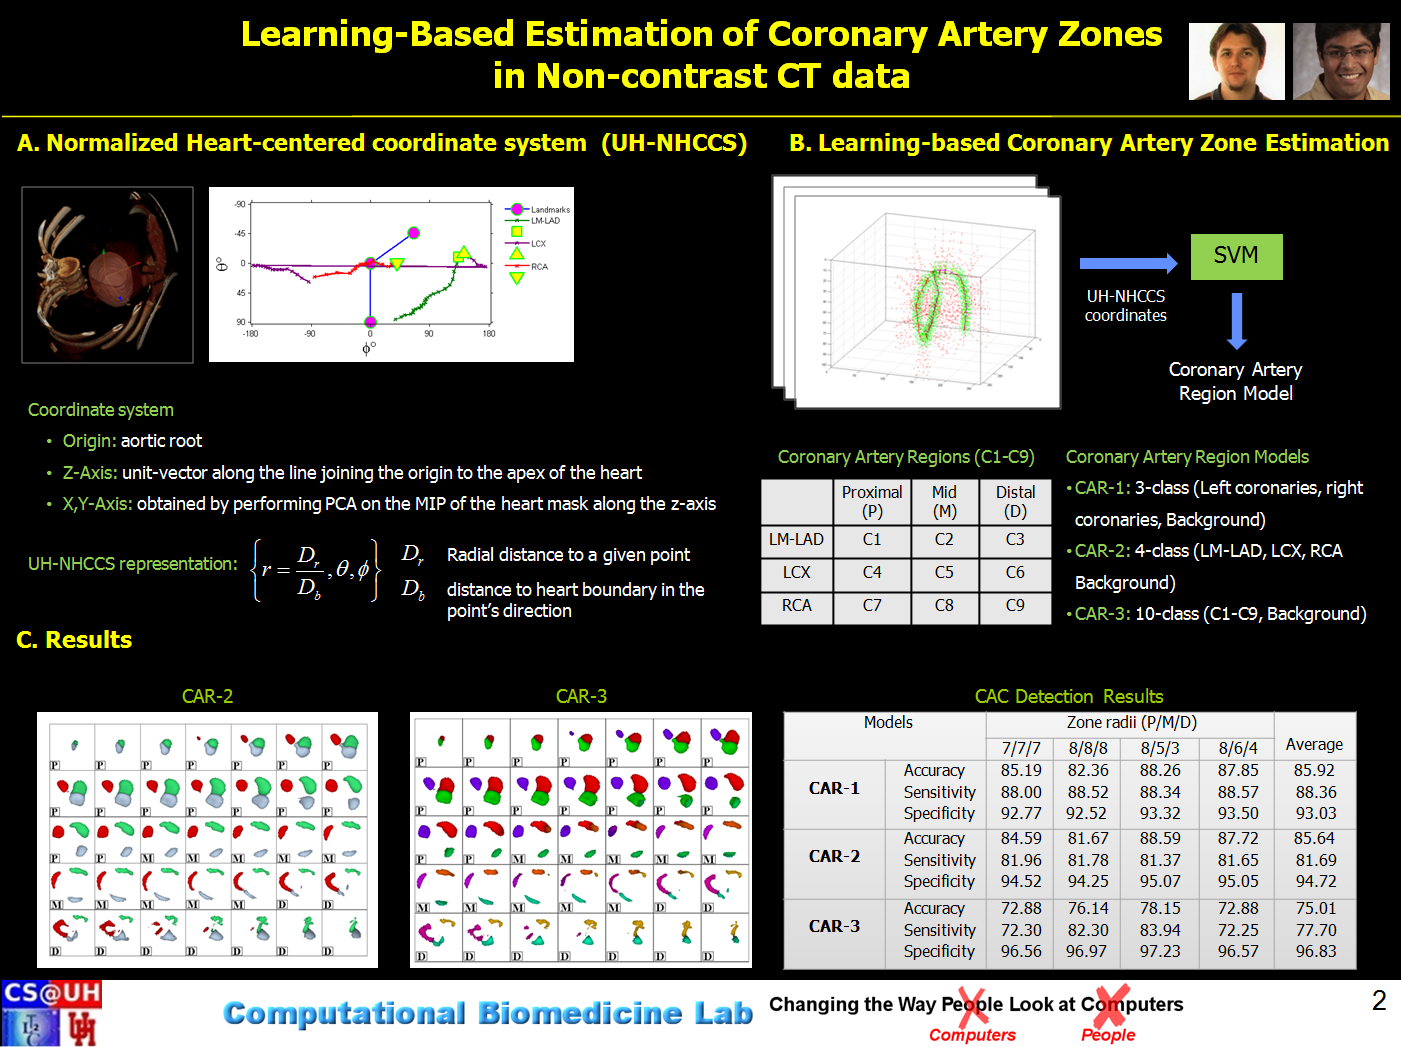 Learning-Based Estimation of Coronary Artery Zones
in Non-contrast CT data
A. Normalized Heart-centered coordinate system (UH-NHCCS)
-90
-45
0
45
90
θ°
-180
-90
0
90
180
ϕ°
Landmarks
LM-LAD
LCX
RCA
Coordinate system
• Origin: aortic root
• Z-Axis: unit-vector along the line joining the origin to the apex of the heart
• X,Y-Axis: obtained by performing PCA on the MIP of the heart mask along the z-axis
UH-NHCCS representation: { r = D_r / D_b , θ, ϕ }
D_r Radial distance to a given point
D_b distance to heart boundary in the
point's direction
B. Learning-based Coronary Artery Zone Estimation
UH-NHCCS
coordinates
SVM
Coronary Artery
Region Model
Coronary Artery Regions (C1-C9)
Proximal (P) Mid (M) Distal (D)
LM-LAD C1 C2 C3
LCX C4 C5 C6
RCA C7 C8 C9
Coronary Artery Region Models
• CAR-1: 3-class (Left coronaries, right
coronaries, Background)
• CAR-2: 4-class (LM-LAD, LCX, RCA
Background)
• CAR-3: 10-class (C1-C9, Background)
C. Results
CAR-2
P P P P P P P
P P P P P P P
P P M M M M M
M M M M M D D
D D D D D D D
CAR-3
P P P P P P P
P P P P P P P
P P M M M M M
M M M M M D D
D D D D D D D
CAC Detection Results
Models Zone radii (P/M/D)
7/7/7 8/8/8 8/5/3 8/6/4 Average
CAR-1
Accuracy 85.19 82.36 88.26 87.85 85.92
Sensitivity 88.00 88.52 88.34 88.57 88.36
Specificity 92.77 92.52 93.32 93.50 93.03
CAR-2
Accuracy 84.59 81.67 88.59 87.72 85.64
Sensitivity 81.96 81.78 81.37 81.65 81.69
Specificity 94.52 94.25 95.07 95.05 94.72
CAR-3
Accuracy 72.88 76.14 78.15 72.88 75.01
Sensitivity 72.30 82.30 83.94 72.25 77.70
Specificity 96.56 96.97 97.23 96.57 96.83
CS@UH
Computational Biomedicine Lab
Changing the Way People Look at Computers
Computers People
2